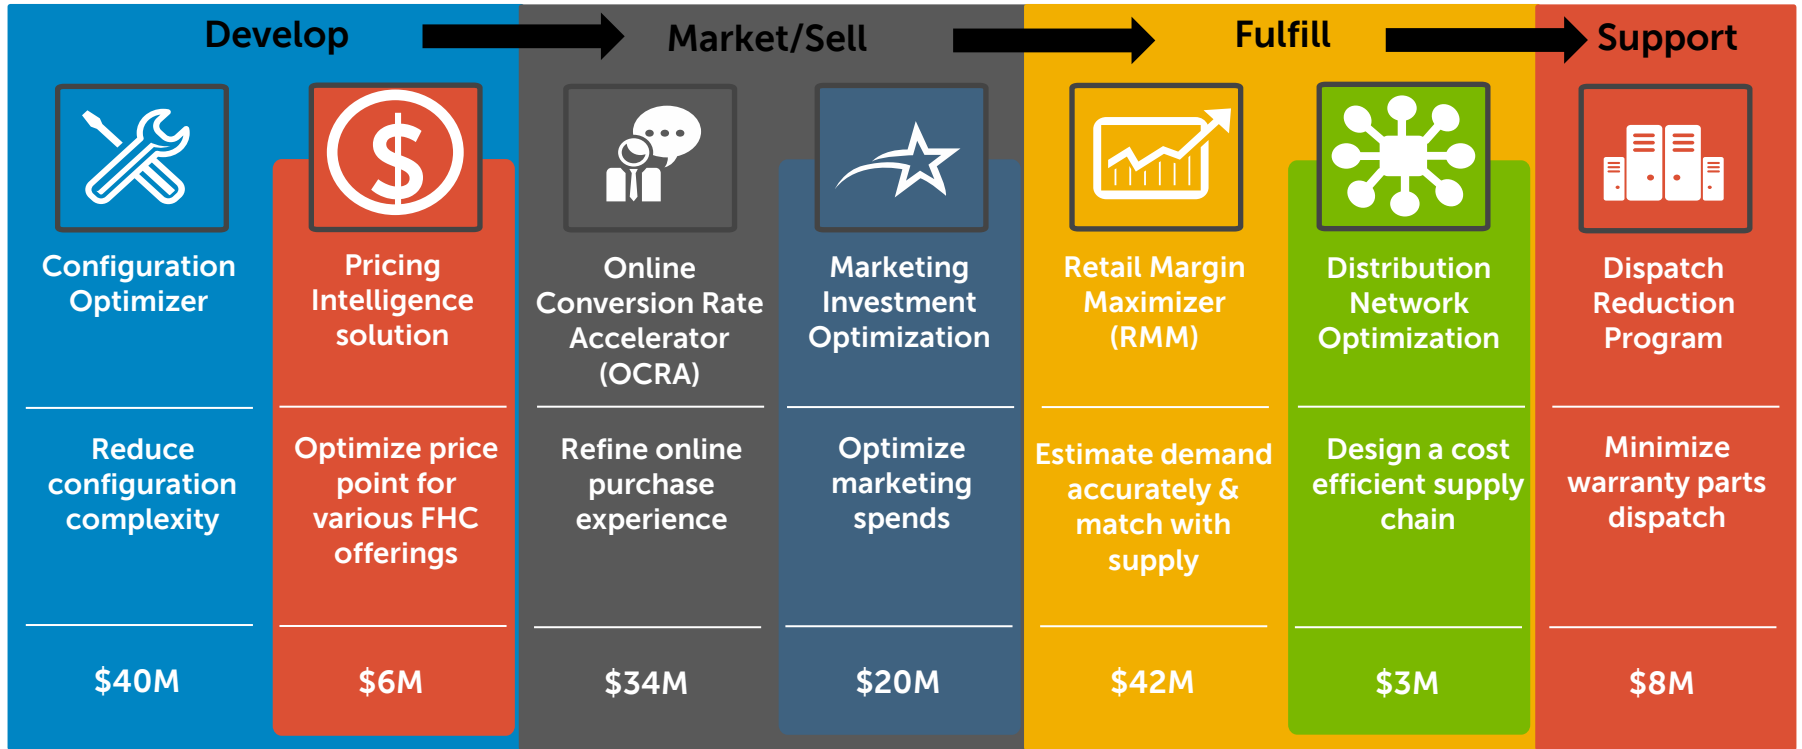 Develop
Market/Sell
Fulfill
Support
Configuration
Optimizer
Reduce
configuration
complexity
$40M
$
Pricing
Intelligence
solution
Optimize price
point for
various FHC
offerings
$6M
Online
Conversion Rate
Accelerator
(OCRA)
Refine online
purchase
experience
$34M
Marketing
Investment
Optimization
Optimize
marketing
spends
$20M
Retail Margin
Maximizer
(RMM)
Estimate demand
accurately &
match with
supply
$42M
Distribution
Network
Optimization
Design a cost
efficient supply
chain
$3M
Dispatch
Reduction
Program
Minimize
warranty parts
dispatch
$8M